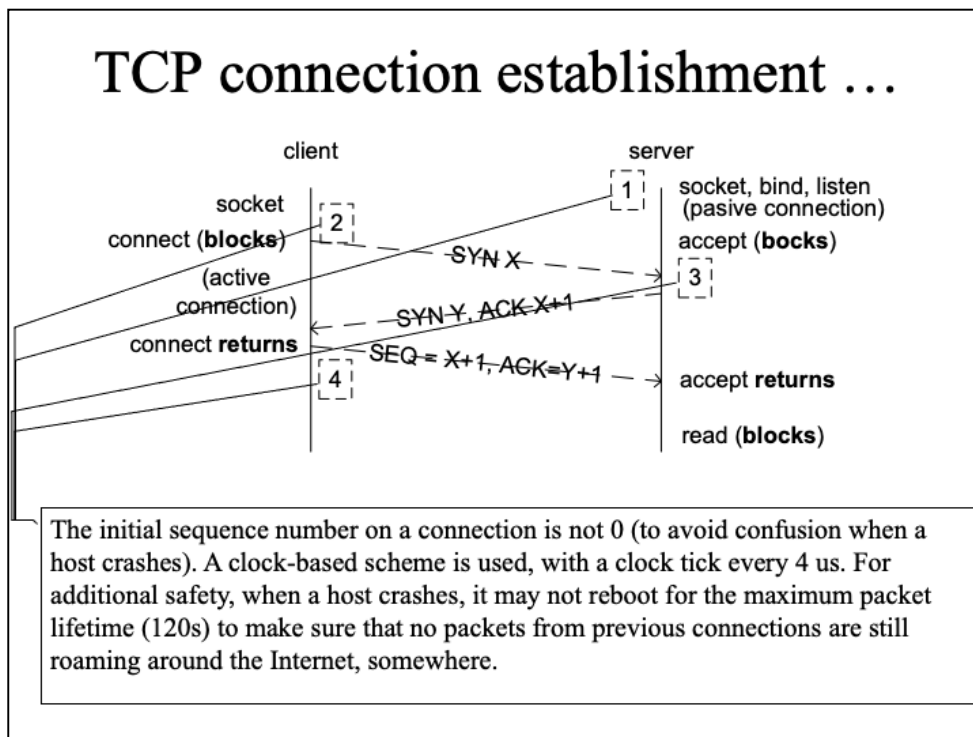 TCP connection establishment …
client
server
1
socket, bind, listen
(pasive connection)
socket
2
connect (blocks)
accept (bocks)
SYN X
3
(active
connection)
SYN Y, ACK X+1
connect returns
SEQ = X+1, ACK=Y+1
4
accept returns
read (blocks)
The initial sequence number on a connection is not 0 (to avoid confusion when a
host crashes). A clock-based scheme is used, with a clock tick every 4 us. For
additional safety, when a host crashes, it may not reboot for the maximum packet
lifetime (120s) to make sure that no packets from previous connections are still
roaming around the Internet, somewhere.